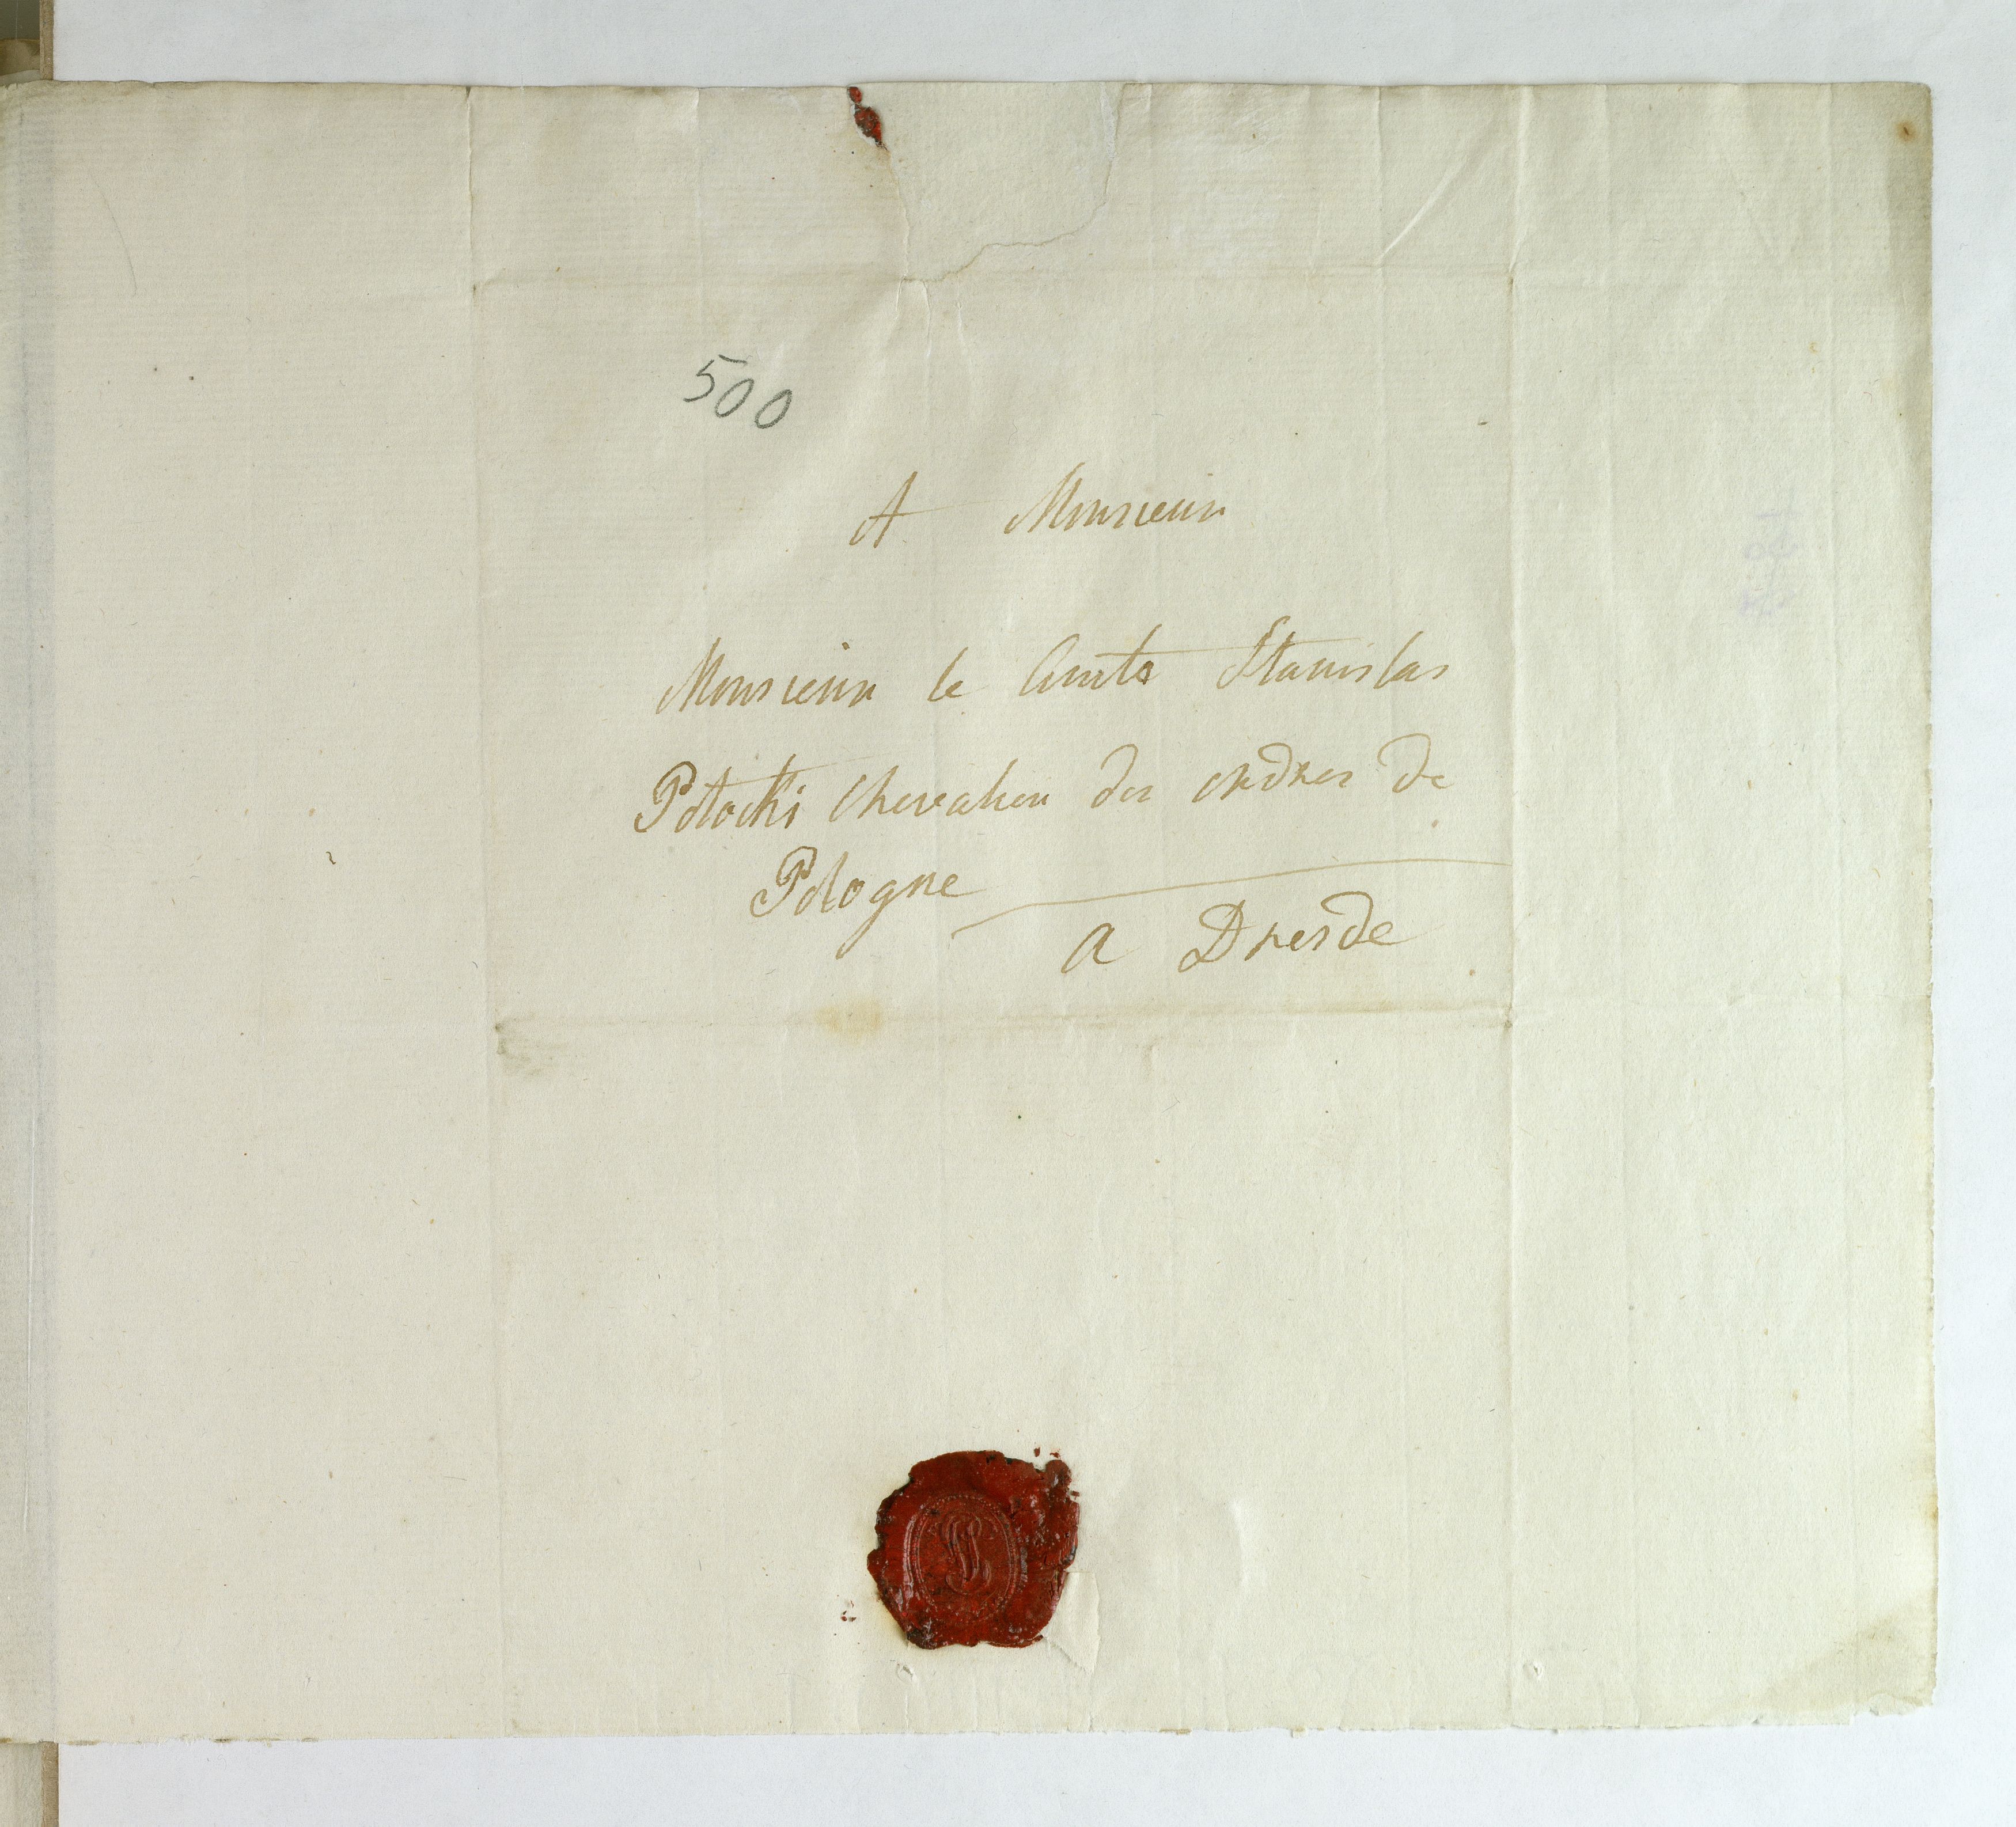 500
A Monsieur
Monsieur le Comte Stanislas
Potocki Chevalier des ordres de
Pologne
a Dresde